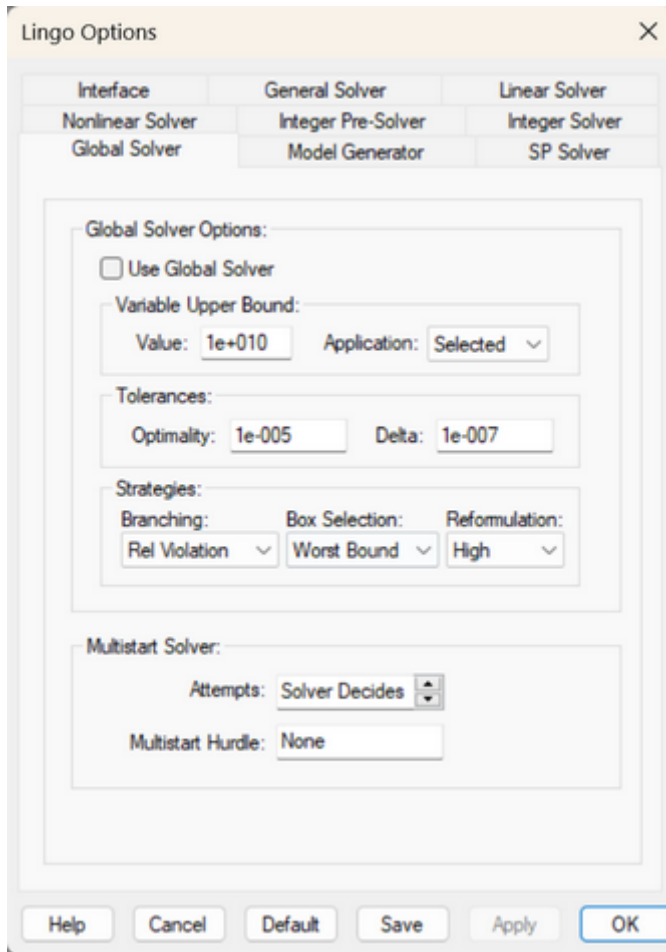 Lingo Options
Interface General Solver Linear Solver
Nonlinear Solver Integer Pre-Solver Integer Solver
Global Solver Model Generator SP Solver
Global Solver Options:
Use Global Solver
Variable Upper Bound:
Value: 1e+010 Application: Selected
Tolerances:
Optimality: 1e-005 Delta: 1e-007
Strategies:
Branching: Box Selection: Reformulation:
Rel Violation Worst Bound High
Multistart Solver:
Attempts: Solver Decides
Multistart Hurdle: None
Help Cancel Default Save Apply OK